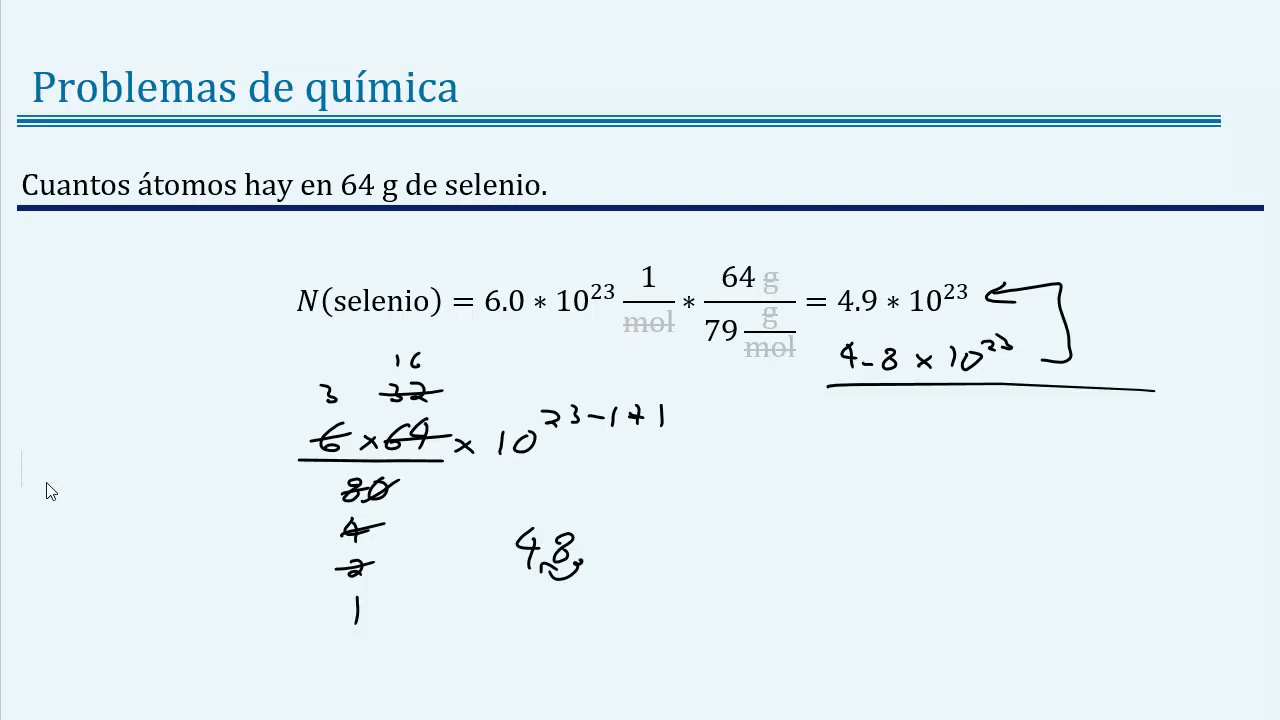 Problemas de química
Cuantos átomos hay en 64 g de selenio.
N(selenio) = 6.0 * 10^23 1/mol * 64 g / 79 g/mol = 4.9 * 10^23
4.8 × 10^23
16
3 32
6 × 64 × 10^23-1+1
80
4
2
1
48.